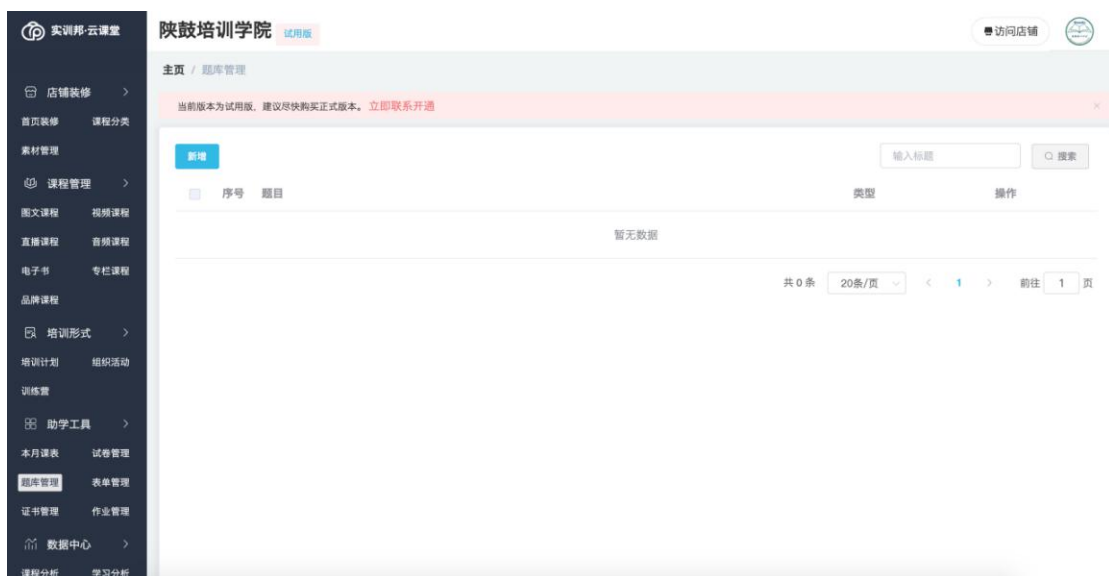 实训邦·云课堂
陕鼓培训学院 试用版
访问店铺
主页 / 题库管理
店铺装修
首页装修 课程分类
素材管理
课程管理
图文课程 视频课程
直播课程 音频课程
电子书 专栏课程
品牌课程
培训形式
培训计划 组织活动
训练营
助学工具
本月课表 试卷管理
题库管理 表单管理
证书管理 作业管理
数据中心
课程分析 学习分析
当前版本为试用版，建议尽快购买正式版本。立即联系开通
新增 输入标题 搜索
序号 题目 类型 操作
暂无数据
共 0 条 20条/页 1 前往 1 页